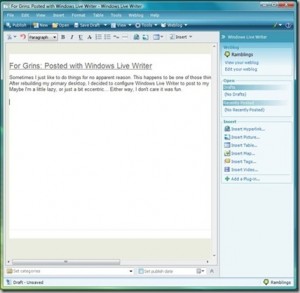 For Grins: Posted with Windows Live Writer - Windows Live Writer
File Edit View Insert Format Table Tools Weblog Help
Publish New Open Save Draft View Tools Weblog
Windows Live Writer
Paragraph B I U Insert
Weblog
Ramblings
View your weblog
Edit your weblog
For Grins: Posted with Windows Live Writer
Sometimes I just like to do things for no apparent reason. This happens to be one of those
After rebuilding my primary desktop, I decided to configure Windows Live Writer to post to my
Maybe I'm a little lazy, or just a bit eccentric... Either way, I don't care it was fun.
Open
Drafts
(No Drafts)
Recently Posted
(No Recently Posted)
Insert
Insert Hyperlink...
Insert Picture...
Insert Table...
Insert Map...
Insert Tags...
Insert Video...
Add a Plug-in...
Set categories
Set publish date
Draft - Unsaved
Ramblings